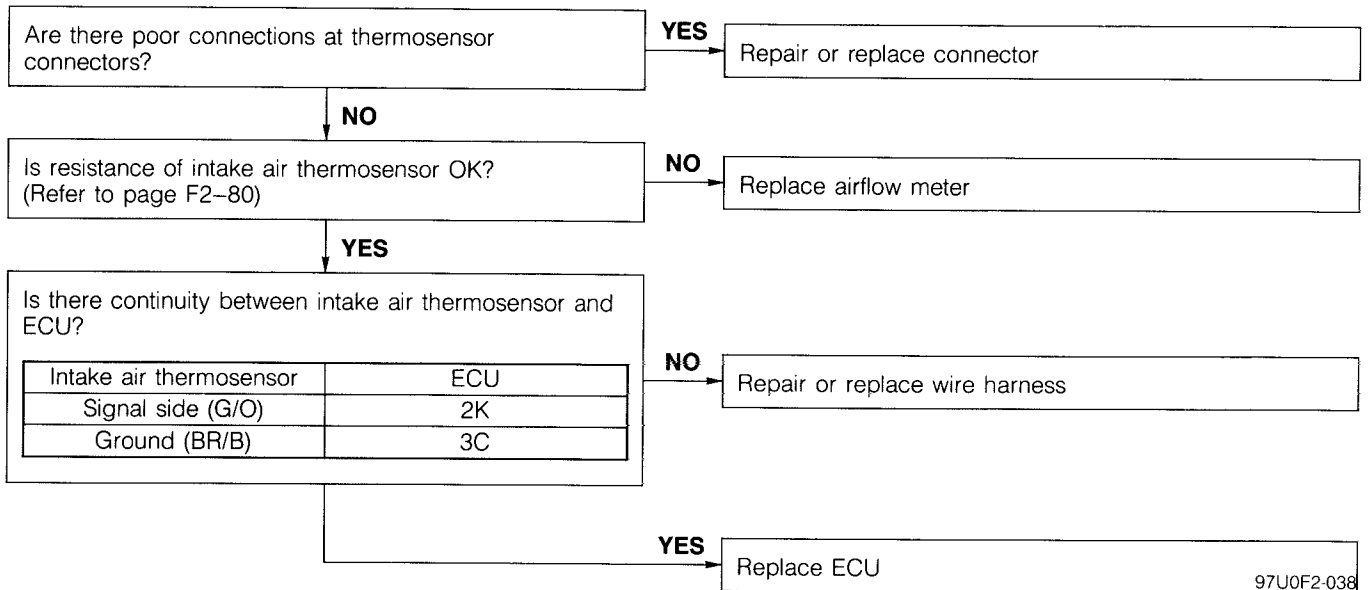 Are there poor connections at thermosensor
connectors?
YES
Repair or replace connector
NO
Is resistance of intake air thermosensor OK?
(Refer to page F2–80)
NO
Replace airflow meter
YES
Is there continuity between intake air thermosensor and
ECU?
Intake air thermosensor ECU
Signal side (G/O) 2K
Ground (BR/B) 3C
NO
Repair or replace wire harness
YES
Replace ECU
97U0F2-038